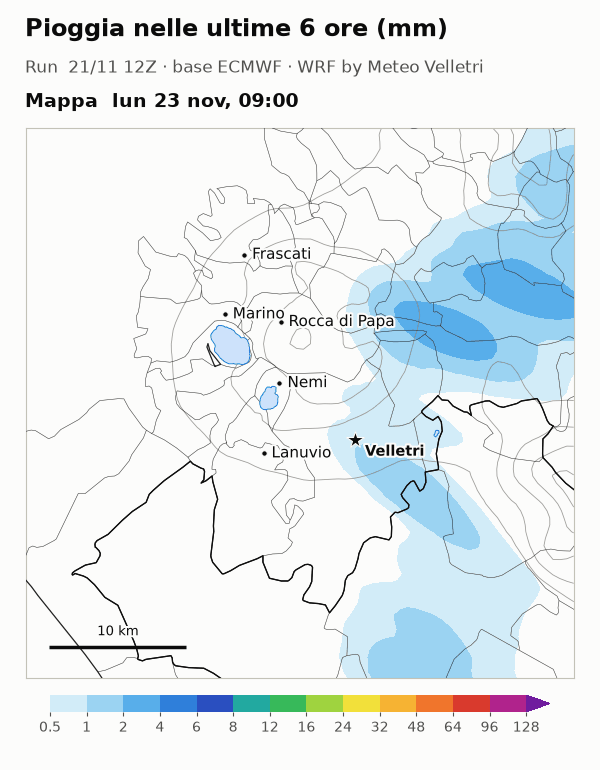 Pioggia nelle ultime 6 ore (mm)
Run  21/11 12Z · base ECMWF · WRF by Meteo Velletri
Mappa  lun 23 nov, 09:00
Frascati
Marino
Rocca di Papa
Nemi
Velletri
Lanuvio
10 km
0.5 1 2 4 6 8 12 16 24 32 48 64 96 128